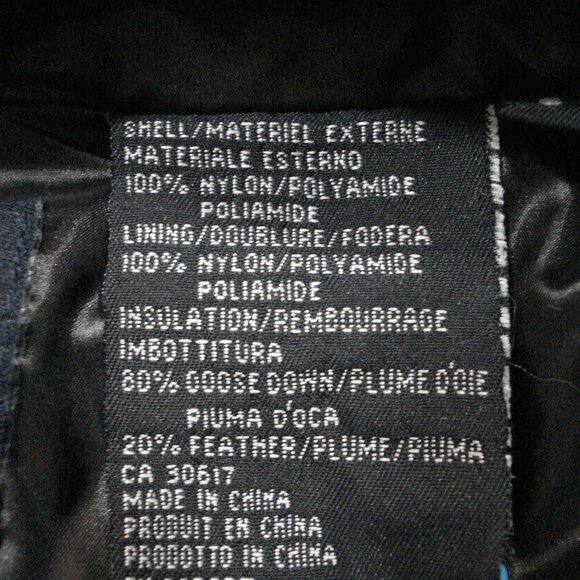 SHELL/MATERIEL EXTERNE
MATERIALE ESTERNO
100% NYLON/POLYAMIDE
POLIAMIDE
LINING/DOUBLURE/FODERA
100% NYLON/POLYAMIDE
POLIAMIDE
INSULATION/REMBOURRAGE
IMBOTTITURA
80% GOOSE DOWN/PLUME D'OIE
PIUMA D'OCA
20% FEATHER/PLUME/PIUMA
CA 30617
MADE IN CHINA
PRODUIT EN CHINA
PRODOTTO IN CHINA